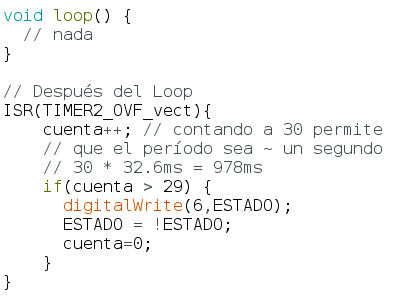 void loop() {
  // nada
}

// Después del Loop
ISR(TIMER2_OVF_vect){
    cuenta++; // contando a 30 permite
    // que el período sea ~ un segundo
    // 30 * 32.6ms = 978ms
    if(cuenta > 29) {
      digitalWrite(6,ESTADO);
      ESTADO = !ESTADO;
      cuenta=0;
    }
}